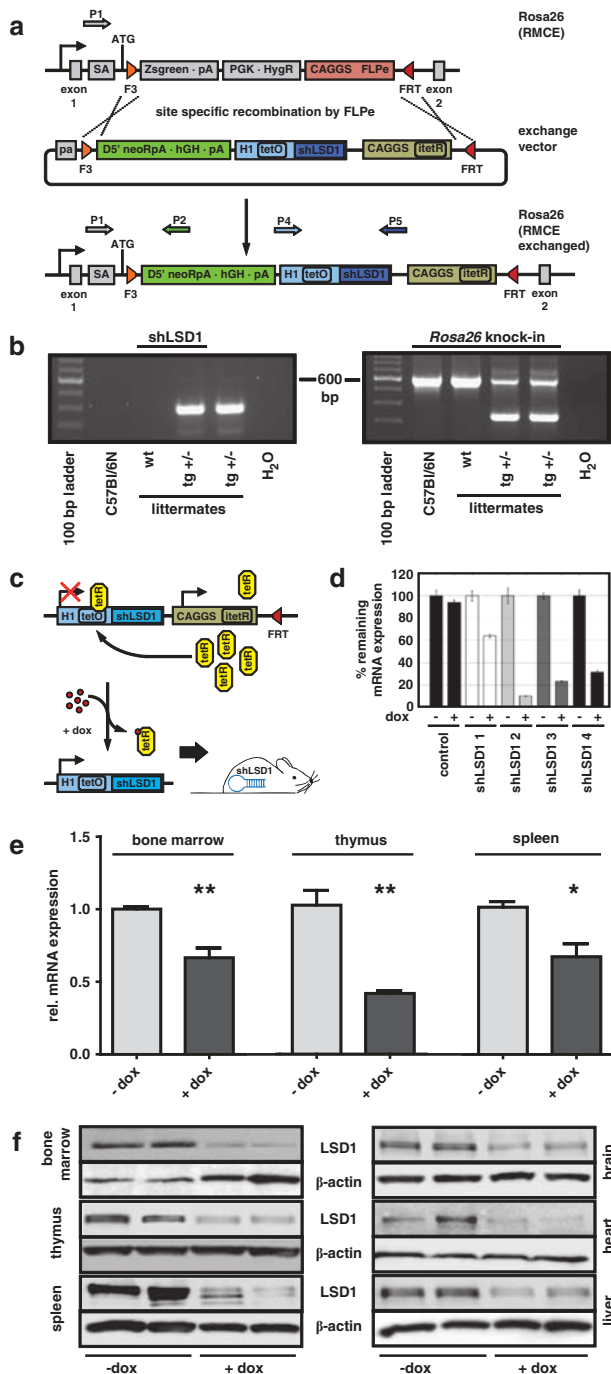 a
P1
ATG
Rosa26
(RMCE)
SA
Zsgreen · pA
PGK · HygR
CAGGS FLPe
exon
1
F3
FRT
exon
2
site specific recombination by FLPe
exchange
vector
pa
D5' neoRpA · hGH · pA
H1
tetO
shLSD1
CAGGS
itetR
F3
FRT
P1
P2
P4
P5
Rosa26
(RMCE
exchanged)
ATG
SA
D5' neoRpA · hGH · pA
H1
tetO
shLSD1
CAGGS
itetR
exon
1
F3
FRT
exon
2
b
shLSD1
Rosa26 knock-in
600
bp
100 bp ladder
C57Bl/6N
wt
tg +/-
tg +/-
H2O
littermates
100 bp ladder
C57Bl/6N
wt
tg +/-
tg +/-
H2O
littermates
c
tetR
tetR
H1
tetO
shLSD1
CAGGS
itetR
FRT
tetR
tetR
tetR
tetR
tetR
+ dox
tetR
H1
tetO
shLSD1
shLSD1
d
% remaining
mRNA expression
120
100
80
60
40
20
0
dox
- + - + - + - + - +
control
shLSD1 1
shLSD1 2
shLSD1 3
shLSD1 4
e
rel. mRNA expression
1.5
1.0
0.5
0.0
bone marrow
thymus
spleen
**
**
*
- dox
+ dox
- dox
+ dox
- dox
+ dox
f
bone
marrow
LSD1
β-actin
brain
thymus
LSD1
β-actin
heart
spleen
LSD1
β-actin
liver
-dox
+ dox
-dox
+ dox